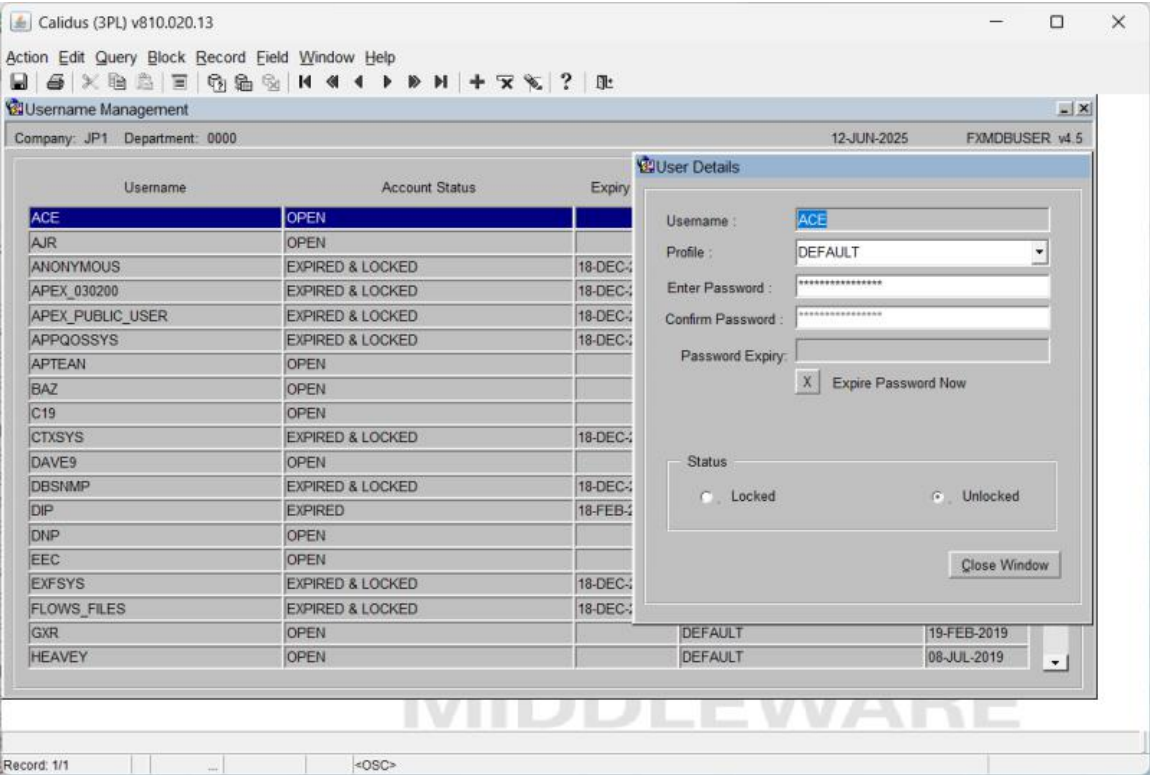 Calidus (3PL) v810.020.13
Action Edit Query Block Record Field Window Help
Username Management
Company: JP1 Department: 0000 12-JUN-2025 FXMDBUSER v4.5
Username Account Status Expiry
ACE OPEN
AJR OPEN
ANONYMOUS EXPIRED & LOCKED 18-DEC-
APEX_030200 EXPIRED & LOCKED 18-DEC-
APEX_PUBLIC_USER EXPIRED & LOCKED 18-DEC-
APPQOSSYS EXPIRED & LOCKED 18-DEC-
APTEAN OPEN
BAZ OPEN
C19 OPEN
CTXSYS EXPIRED & LOCKED 18-DEC-
DAVE9 OPEN
DBSNMP EXPIRED & LOCKED 18-DEC-
DIP EXPIRED 18-FEB-
DNP OPEN
EEC OPEN
EXFSYS EXPIRED & LOCKED 18-DEC-
FLOWS_FILES EXPIRED & LOCKED 18-DEC-
GXR OPEN DEFAULT 19-FEB-2019
HEAVEY OPEN DEFAULT 08-JUL-2019
User Details
Username : ACE
Profile : DEFAULT
Enter Password : ****************
Confirm Password : ****************
Password Expiry:
X Expire Password Now
Status
Locked Unlocked
Close Window
MIDDLEWARE
Record: 1/1 ... <OSC>